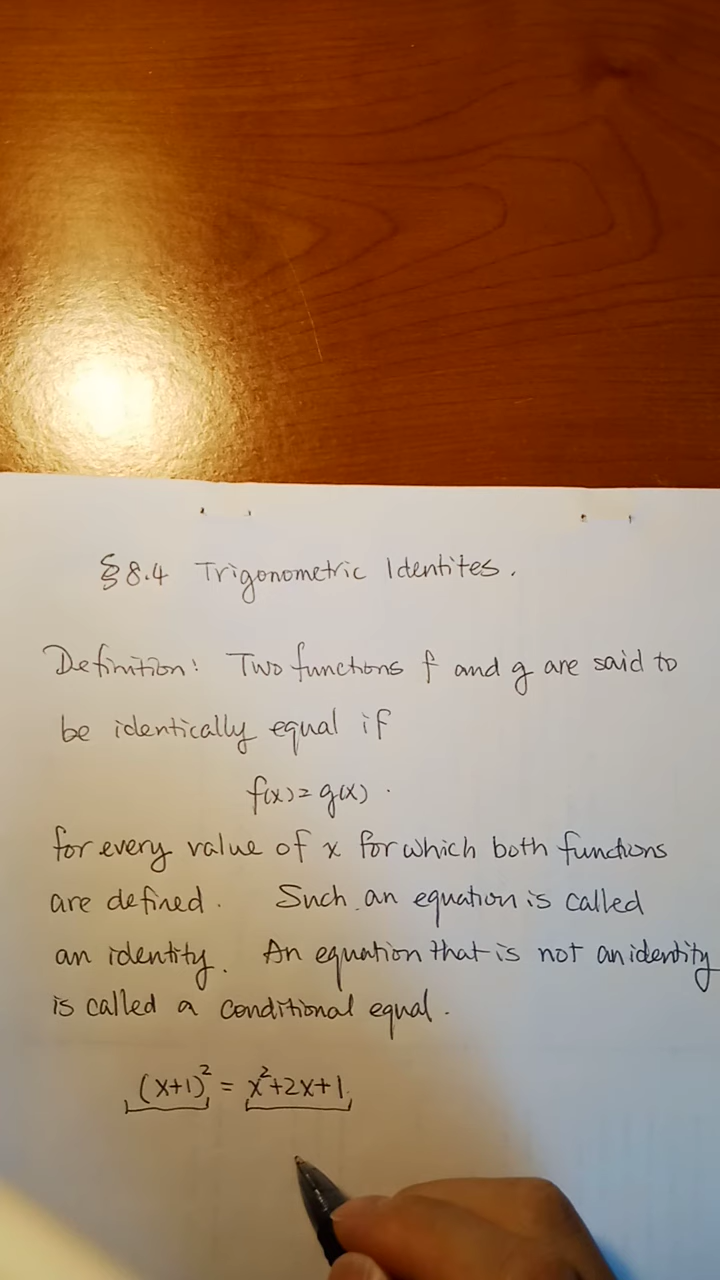 §8.4 Trigonometric Identites.
Definition: Two functions f and g are said to
be identically equal if
f(x) = g(x).
for every value of x for which both functions
are defined. Such an equation is called
an identity. An equation that is not an identity
is called a conditional equal.
(x+1)² = x²+2x+1